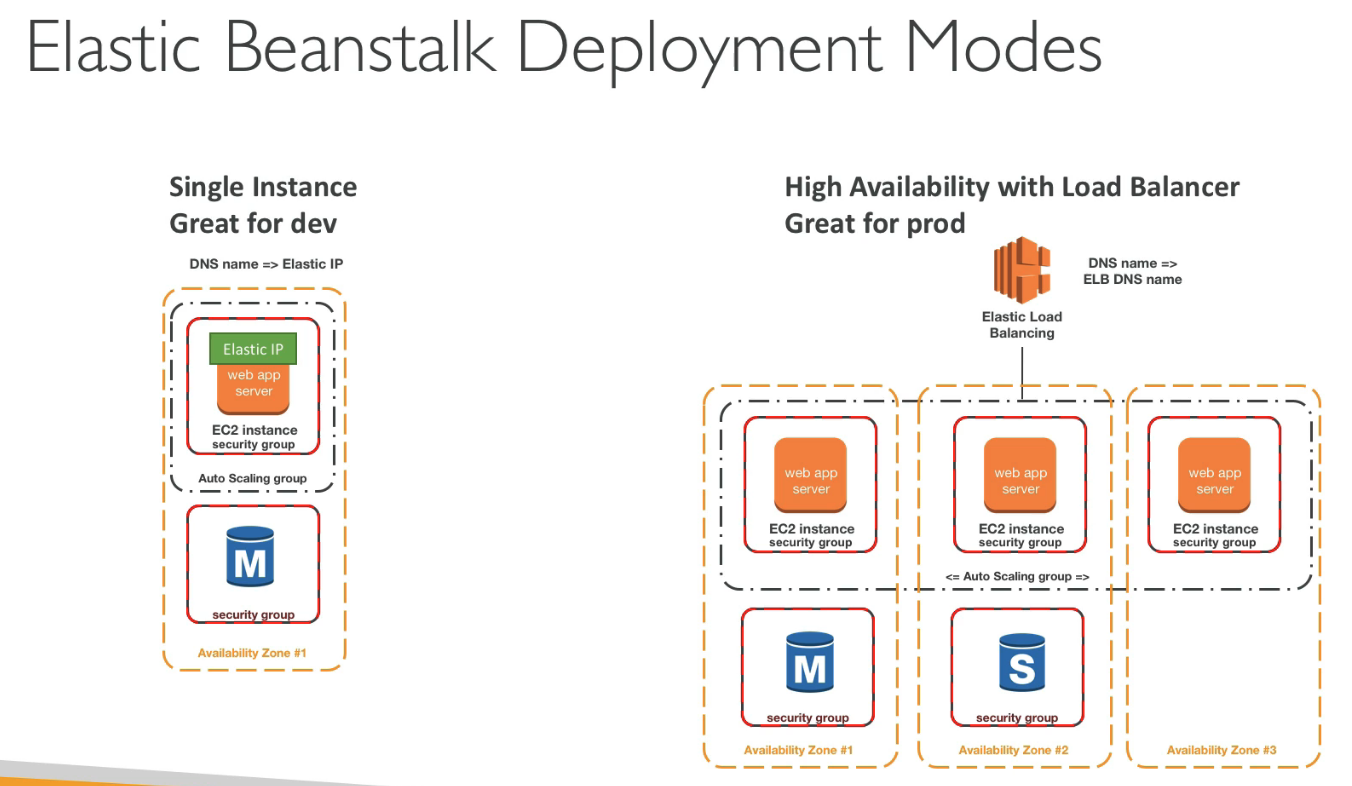 Elastic Beanstalk Deployment Modes
Single Instance
Great for dev
DNS name => Elastic IP
Elastic IP
web app
server
EC2 instance
security group
Auto Scaling group
M
security group
Availability Zone #1
High Availability with Load Balancer
Great for prod
DNS name =>
ELB DNS name
Elastic Load
Balancing
web app
server
EC2 instance
security group
web app
server
EC2 instance
security group
web app
server
EC2 instance
security group
<= Auto Scaling group =>
M
security group
Availability Zone #1
S
security group
Availability Zone #2
Availability Zone #3